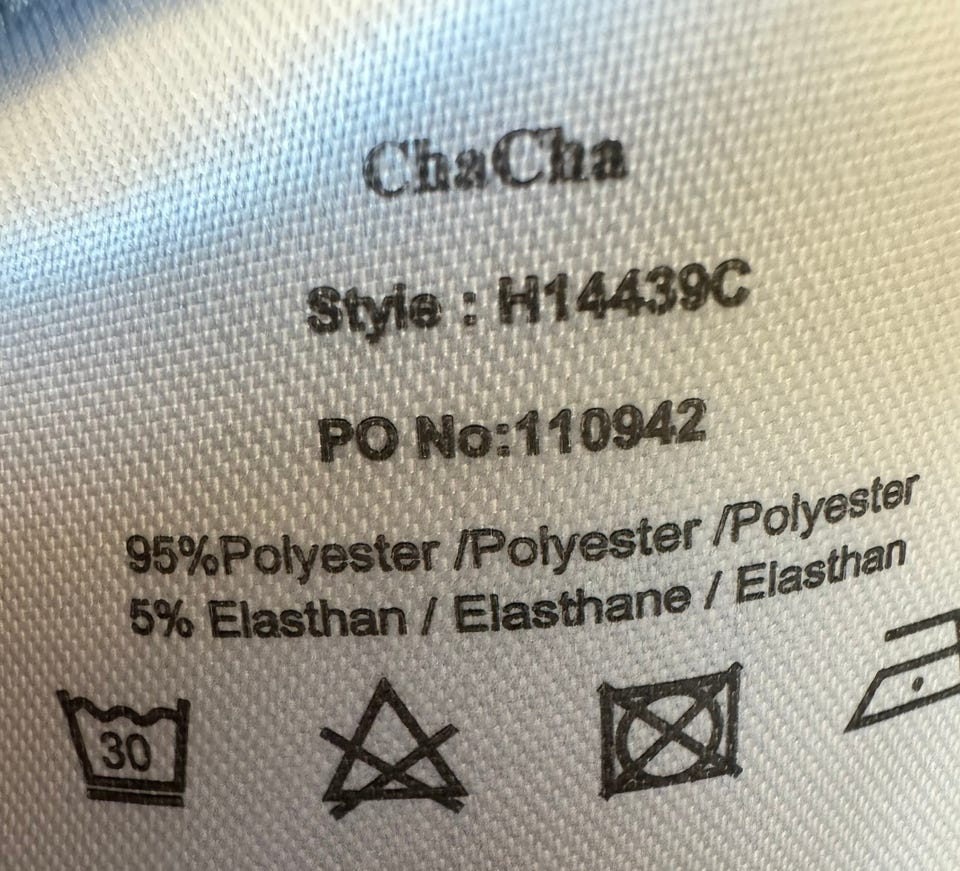 ChaCha
Style : H14439C
PO No:110942
95%Polyester /Polyester /Polyester
5% Elasthan / Elasthane / Elasthan
30